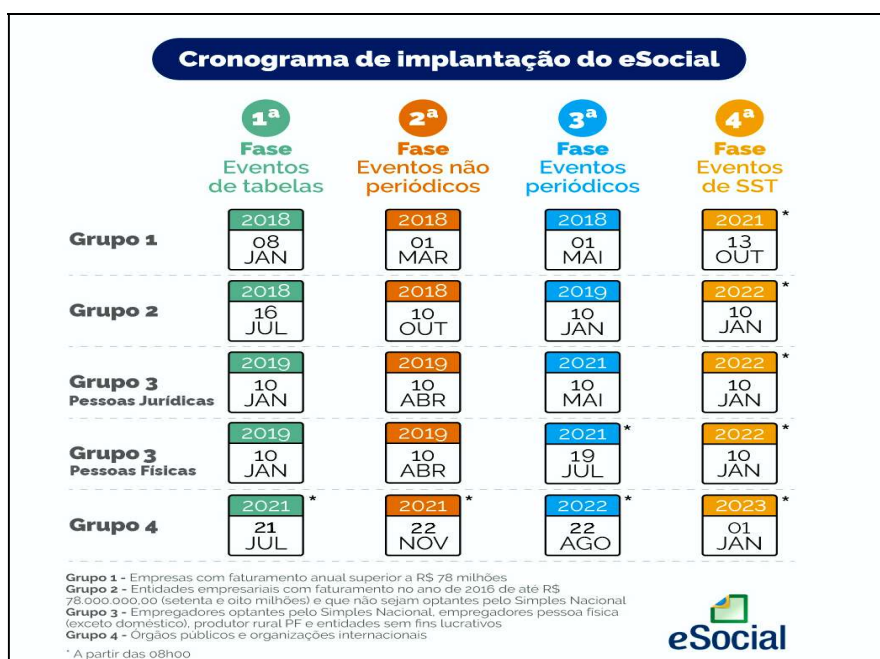 Cronograma de implantação do eSocial
1ª
Fase
Eventos
de tabelas
2ª
Fase
Eventos não
periódicos
3ª
Fase
Eventos
periódicos
4ª
Fase
Eventos
de SST
Grupo 1
2018
08
JAN
2018
01
MAR
2018
01
MAI
2021 *
13
OUT
Grupo 2
2018
16
JUL
2018
10
OUT
2019
10
JAN
2022 *
10
JAN
Grupo 3
Pessoas Jurídicas
2019
10
JAN
2019
10
ABR
2021
10
MAI
2022 *
10
JAN
Grupo 3
Pessoas Físicas
2019
10
JAN
2019
10
ABR
2021 *
19
JUL
2022 *
10
JAN
Grupo 4
2021 *
21
JUL
2021 *
22
NOV
2022 *
22
AGO
2023 *
01
JAN
Grupo 1 - Empresas com faturamento anual superior a R$ 78 milhões
Grupo 2 - Entidades empresariais com faturamento no ano de 2016 de até R$
78.000.000,00 (setenta e oito milhões) e que não sejam optantes pelo Simples Nacional
Grupo 3 - Empregadores optantes pelo Simples Nacional, empregadores pessoa física
(exceto doméstico), produtor rural PF e entidades sem fins lucrativos
Grupo 4 - Órgãos públicos e organizações internacionais
* A partir das 08h00
eSocial